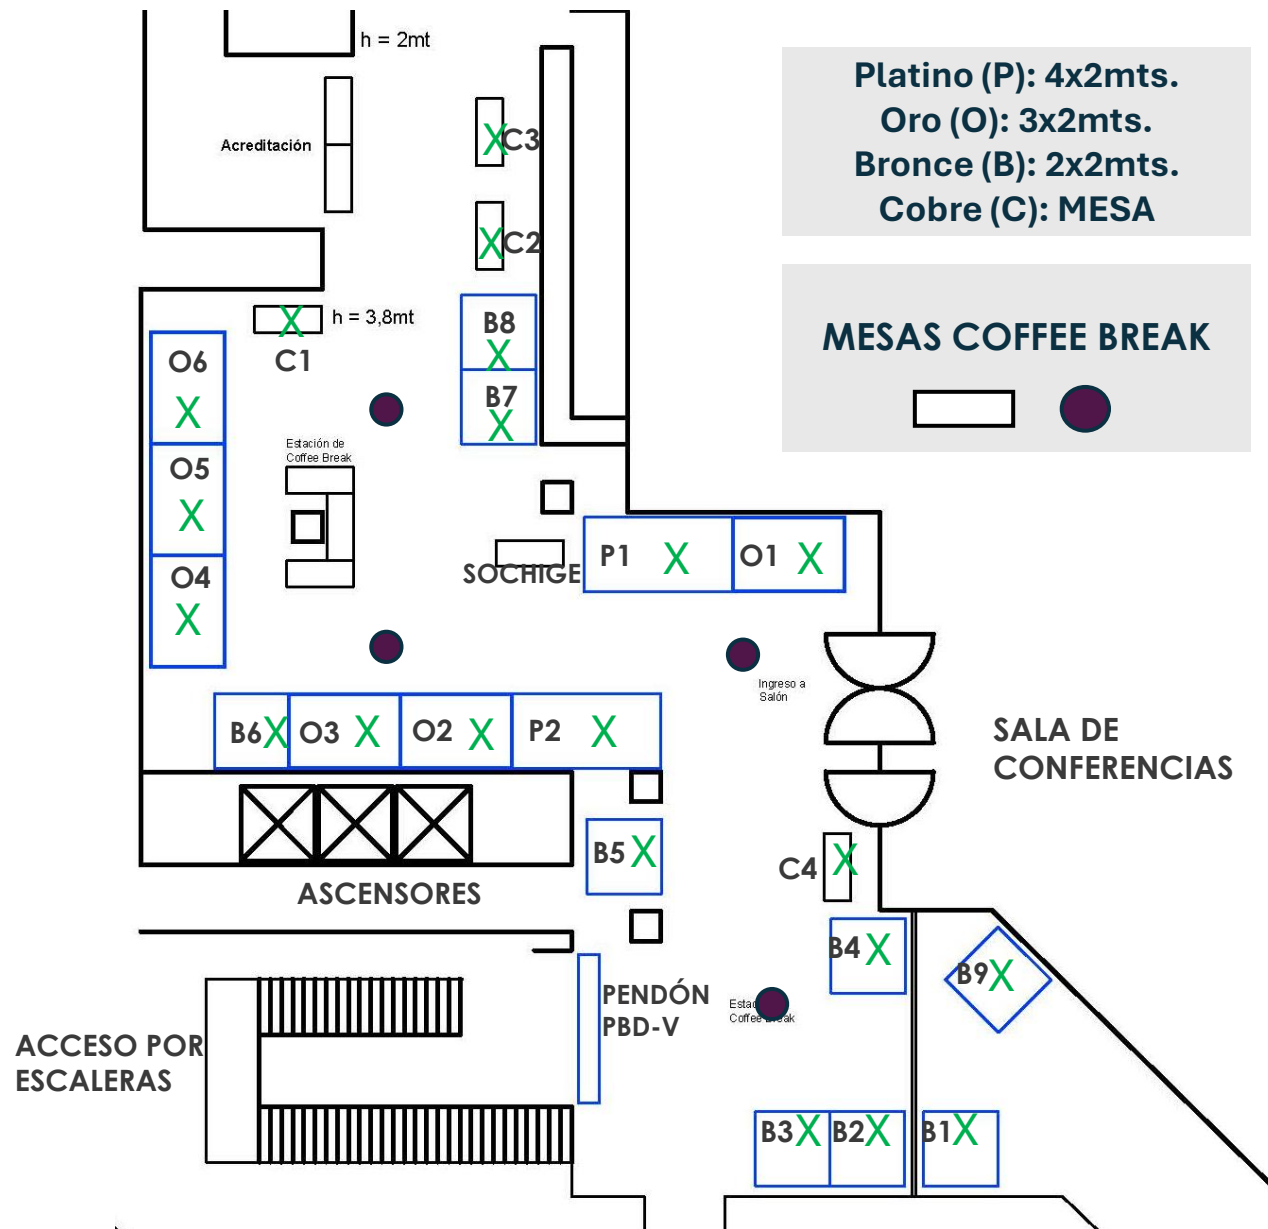 h = 2mt
Platino (P): 4x2mts.
Oro (O): 3x2mts.
Bronce (B): 2x2mts.
Cobre (C): MESA
Acreditación
X C3
X C2
MESAS COFFEE BREAK
X
h = 3,8mt
C1
B8
X
B7
X
O6
X
O5
X
O4
X
Estación de
Coffee Break
SOCHIGE
P1 X
O1 X
Ingreso a
Salón
B6 X
O3 X
O2 X
P2 X
SALA DE
CONFERENCIAS
B5 X
C4 X
ASCENSORES
B4 X
B9 X
PENDÓN
PBD-V
Coffee Break
ACCESO POR
ESCALERAS
B3 X
B2 X
B1 X